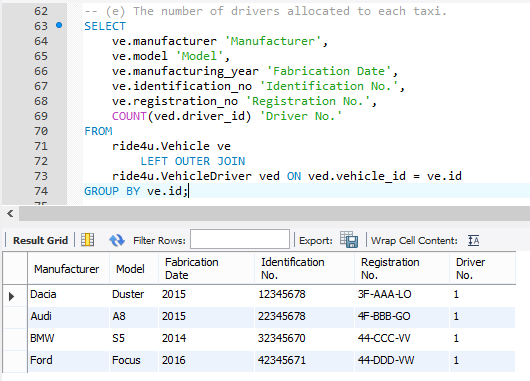 62 -- (e) The number of drivers allocated to each taxi.
63 SELECT
64 ve.manufacturer 'Manufacturer',
65 ve.model 'Model',
66 ve.manufacturing_year 'Fabrication Date',
67 ve.identification_no 'Identification No.',
68 ve.registration_no 'Registration No.',
69 COUNT(ved.driver_id) 'Driver No.'
70 FROM
71 ride4u.Vehicle ve
72 LEFT OUTER JOIN
73 ride4u.VehicleDriver ved ON ved.vehicle_id = ve.id
74 GROUP BY ve.id;
Result Grid Filter Rows: Export: Wrap Cell Content: IA
Manufacturer Model Fabrication Date Identification No. Registration No. Driver No.
Dacia Duster 2015 12345678 3F-AAA-LO 1
Audi A8 2015 22345678 4F-BBB-GO 1
BMW S5 2014 32345670 44-CCC-VV 1
Ford Focus 2016 42345671 44-DDD-VW 1